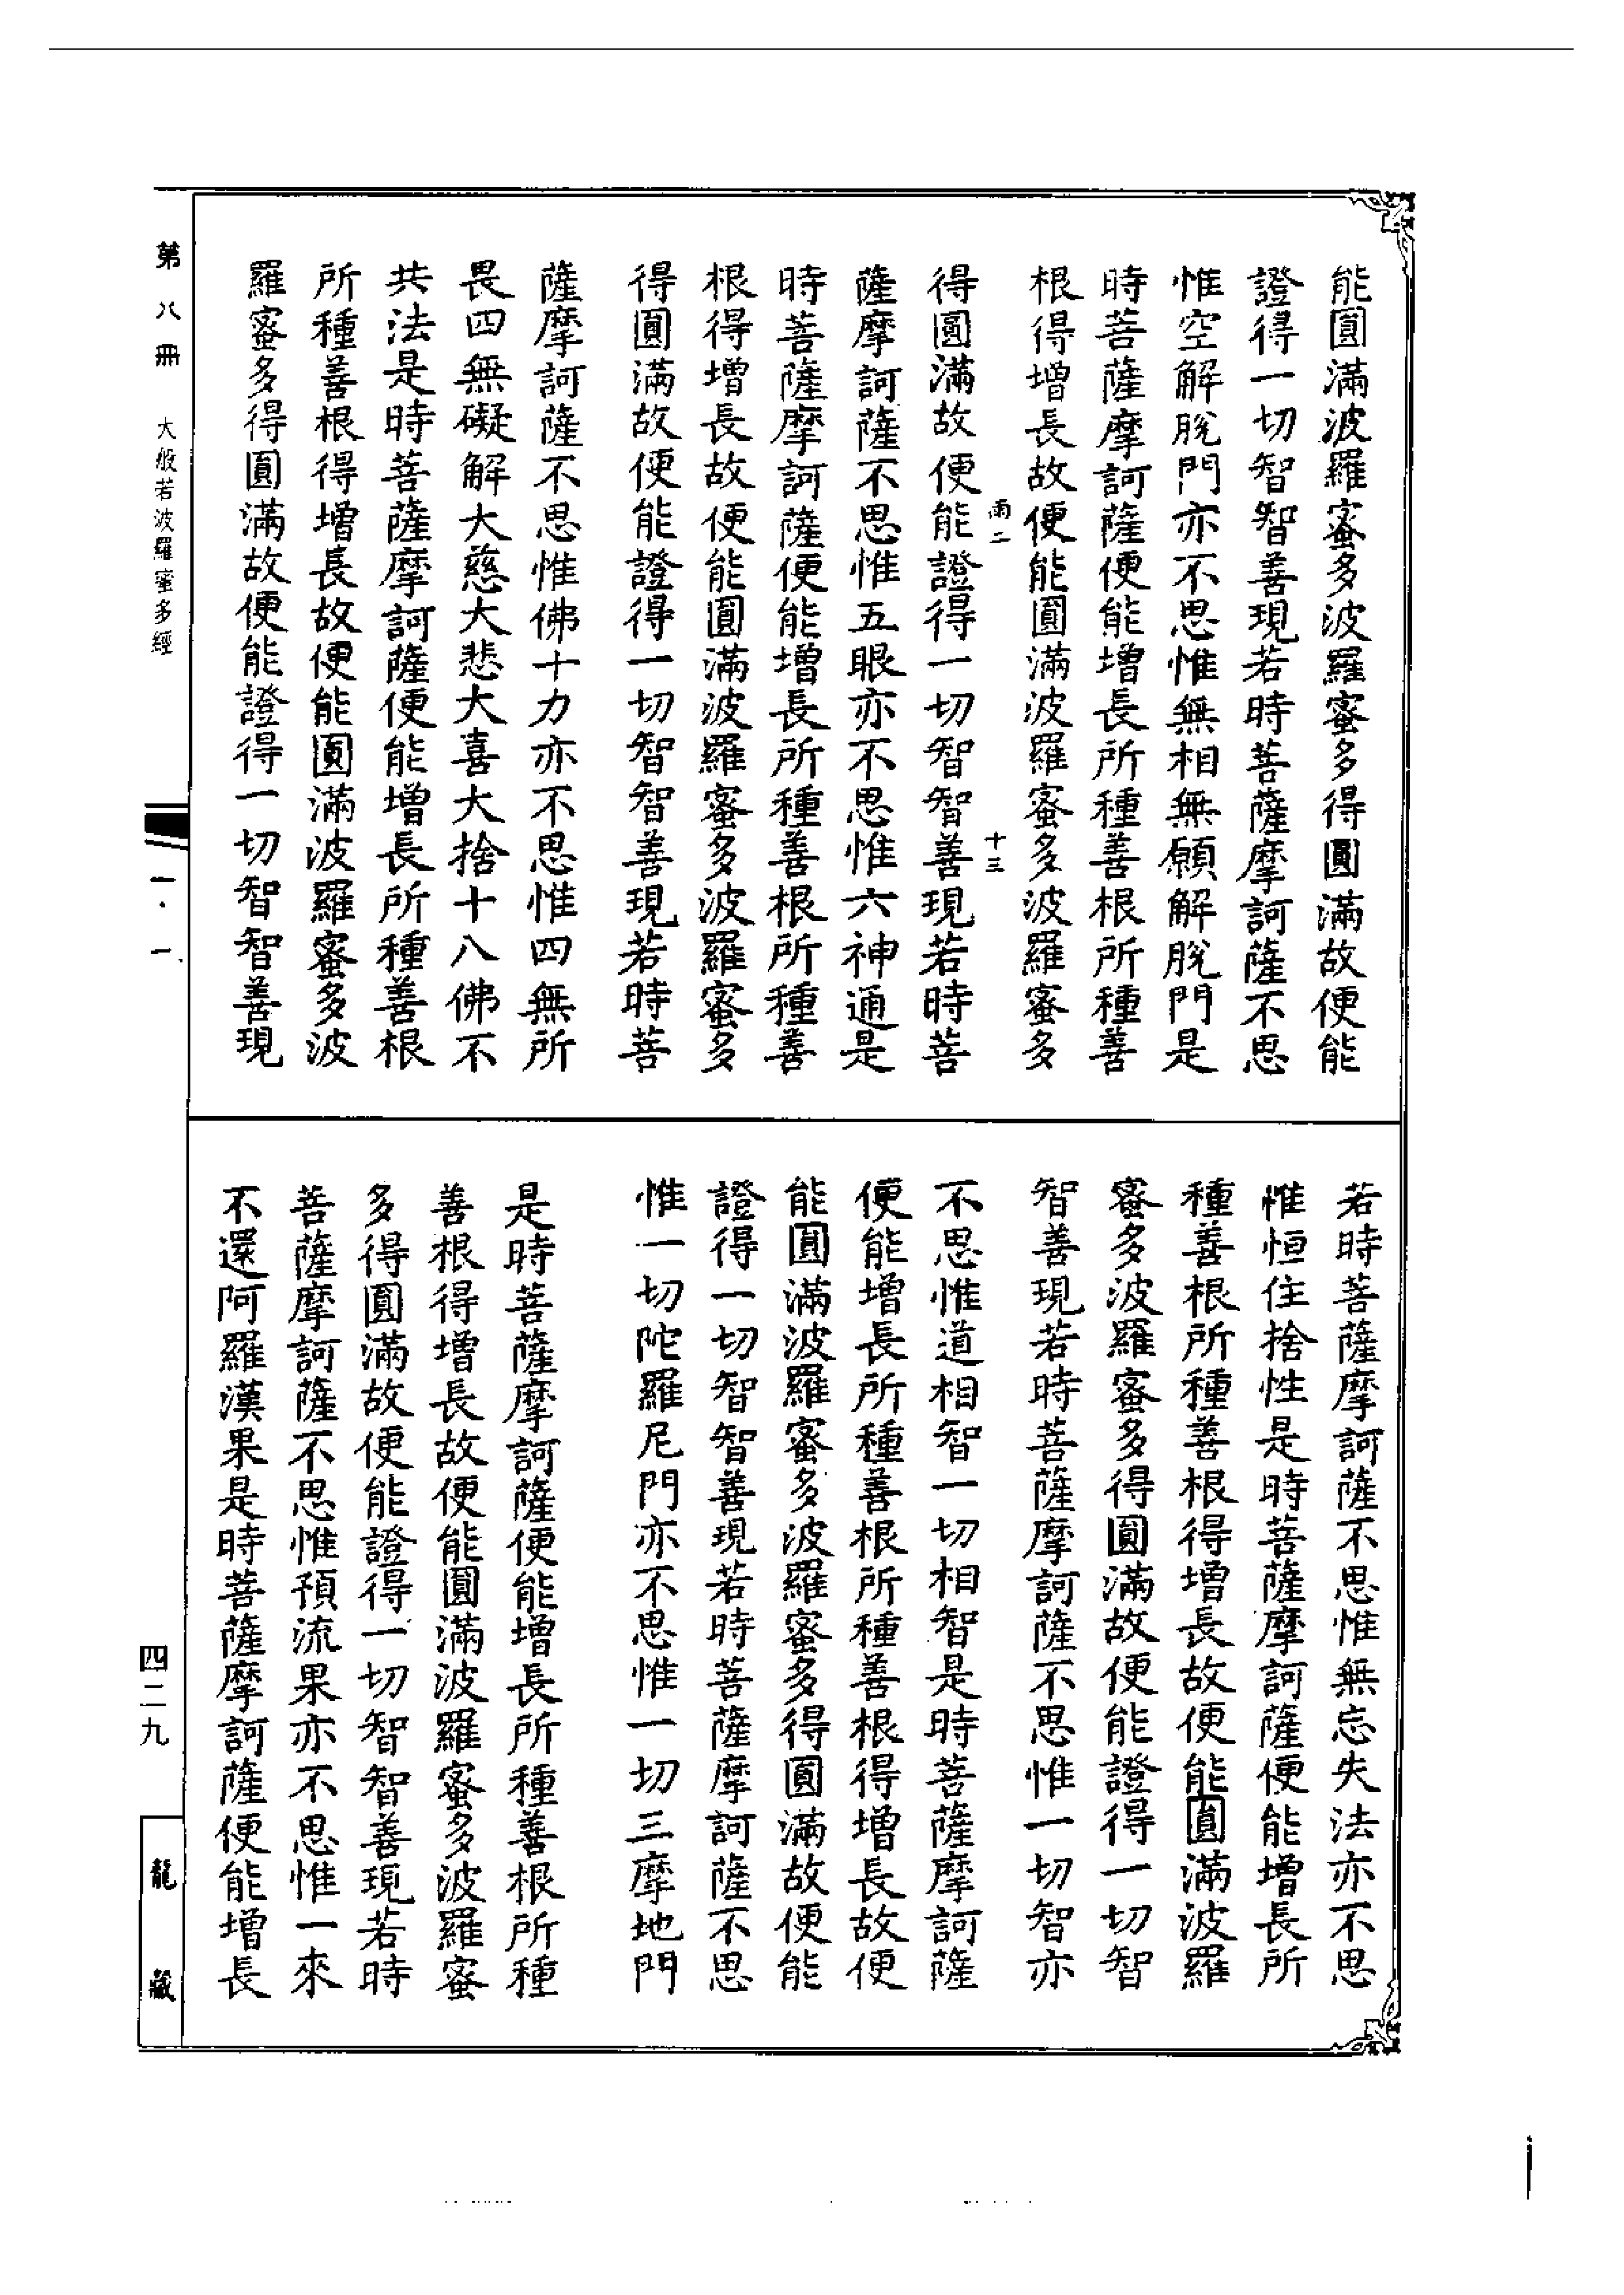 能圓滿波羅蜜多波羅蜜多得圓滿故便能
證得一切智智善現若時菩薩摩訶薩不思
惟空解脫門亦不思惟無相無願解脫門是
時菩薩摩訶薩便能增長所種善根所種善
根得增長故便能圓滿波羅蜜多波羅蜜多
雨二
十三
得圓滿故便能證得一切智智善現若時菩
薩摩訶薩不思惟五眼亦不思惟六神通是
時菩薩摩訶薩便能增長所種善根所種善
根得增長故便能圓滿波羅蜜多波羅蜜多
得圓滿故便能證得一切智智善現若時菩
薩摩訶薩不思惟佛十力亦不思惟四無所
畏四無礙解大慈大悲大喜大捨十八佛不
共法是時菩薩摩訶薩便能增長所種善根
所種善根得增長故便能圓滿波羅蜜多波
羅蜜多得圓滿故便能證得一切智智善現
若時菩薩摩訶薩不思惟無忘失法亦不思
惟恒住捨性是時菩薩摩訶薩便能增長所
種善根所種善根得增長故便能圓滿波羅
蜜多波羅蜜多得圓滿故便能證得一切智
智善現若時菩薩摩訶薩不思惟一切智亦
不思惟道相智一切相智是時菩薩摩訶薩
便能增長所種善根所種善根得增長故便
能圓滿波羅蜜多波羅蜜多得圓滿故便能
證得一切智智善現若時菩薩摩訶薩不思
惟一切陀羅尼門亦不思惟一切三摩地門
是時菩薩摩訶薩便能增長所種善根所種
善根得增長故便能圓滿波羅蜜多波羅蜜
多得圓滿故便能證得一切智智善現若時
菩薩摩訶薩不思惟預流果亦不思惟一來
不還阿羅漢果是時菩薩摩訶薩便能增長
第八冊 大般若波羅蜜多經
一·一
四二九
龍藏